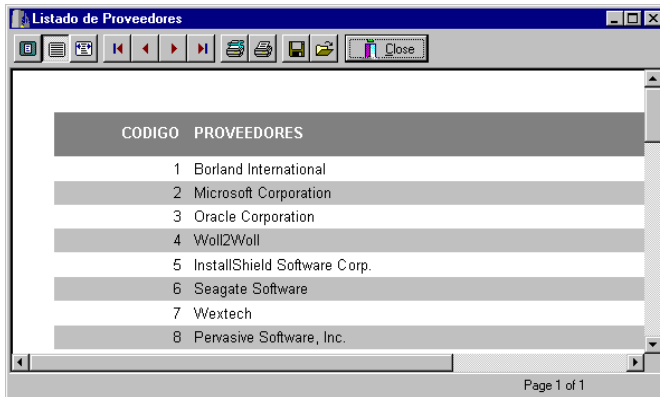 Listado de Proveedores
Close
CODIGO PROVEEDORES
1 Borland International
2 Microsoft Corporation
3 Oracle Corporation
4 Woll2Woll
5 InstallShield Software Corp.
6 Seagate Software
7 Wextech
8 Pervasive Software, Inc.
Page 1 of 1